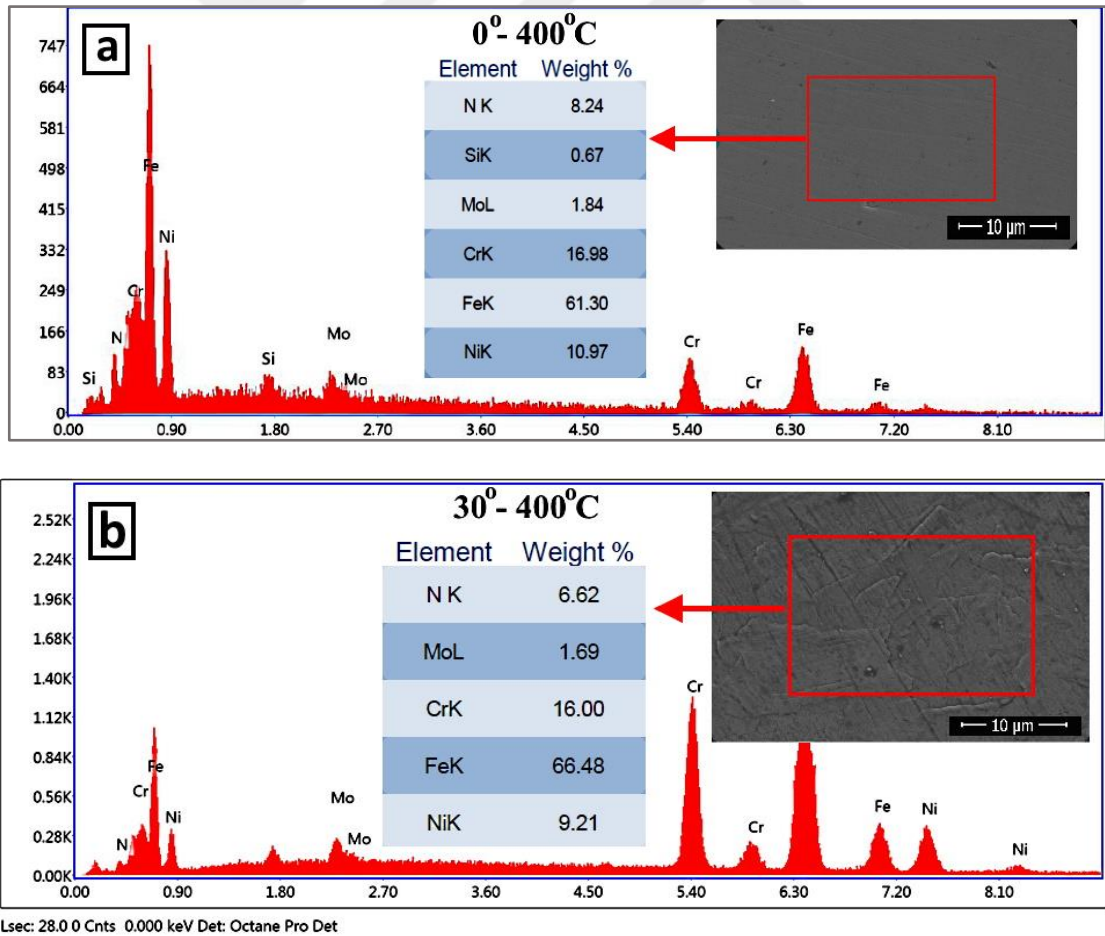 a
0°- 400°C
Element Weight %
N K 8.24
SiK 0.67
MoL 1.84
CrK 16.98
FeK 61.30
NiK 10.97
10 µm
747
664
581
498
415
332
249
166
83
0
Si
N
Cr
Fe
Ni
Si
Mo
Mo
Cr
Cr
Fe
Fe
0.00 0.90 1.80 2.70 3.60 4.50 5.40 6.30 7.20 8.10
b
30°- 400°C
Element Weight %
N K 6.62
MoL 1.69
CrK 16.00
FeK 66.48
NiK 9.21
10 µm
2.52K
2.24K
1.96K
1.68K
1.40K
1.12K
0.84K
0.56K
0.28K
0.00K
N
Cr
Fe
Ni
Mo
Mo
Cr
Cr
Fe
Ni
Ni
0.00 0.90 1.80 2.70 3.60 4.50 5.40 6.30 7.20 8.10
Lsec: 28.0 0 Cnts 0.000 keV Det: Octane Pro Det